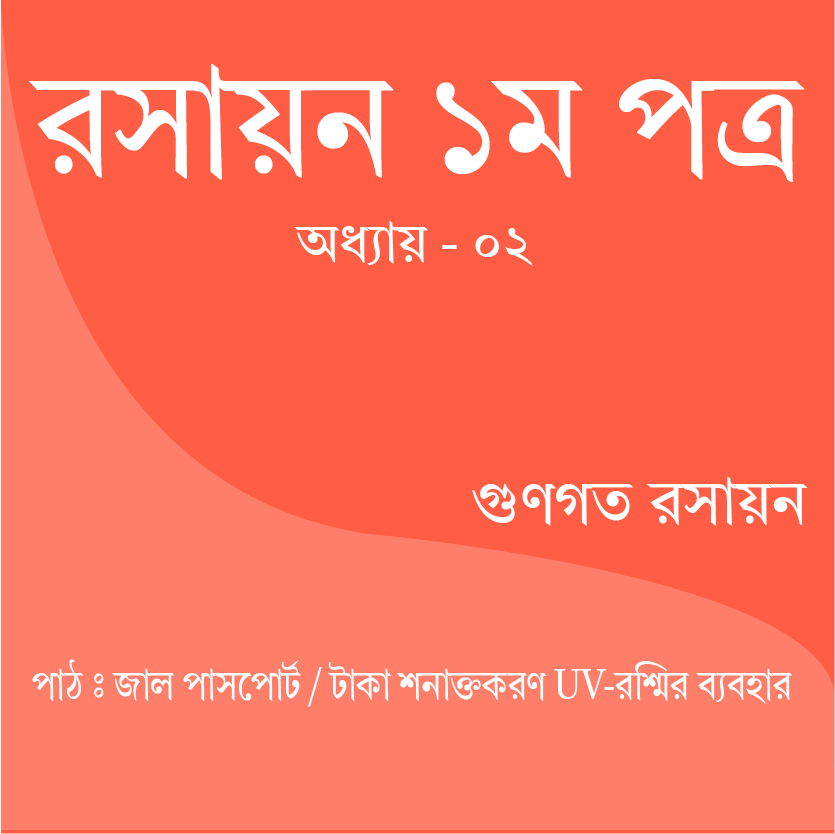 রসায়ন ১ম পত্র
অধ্যায় - ০২
গুণগত রসায়ন
পাঠ ঃ জাল পাসপোর্ট / টাকা শনাক্তকরণ UV-রশ্মির ব্যবহার